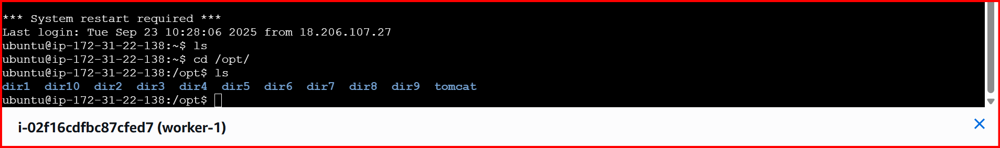 *** System restart required ***
Last login: Tue Sep 23 10:28:06 2025 from 18.206.107.27
ubuntu@ip-172-31-22-138:~$ ls
ubuntu@ip-172-31-22-138:~$ cd /opt/
ubuntu@ip-172-31-22-138:/opt$ ls
dir1  dir10  dir2  dir3  dir4  dir5  dir6  dir7  dir8  dir9  tomcat
ubuntu@ip-172-31-22-138:/opt$
i-02f16cdfbc87cfed7 (worker-1)